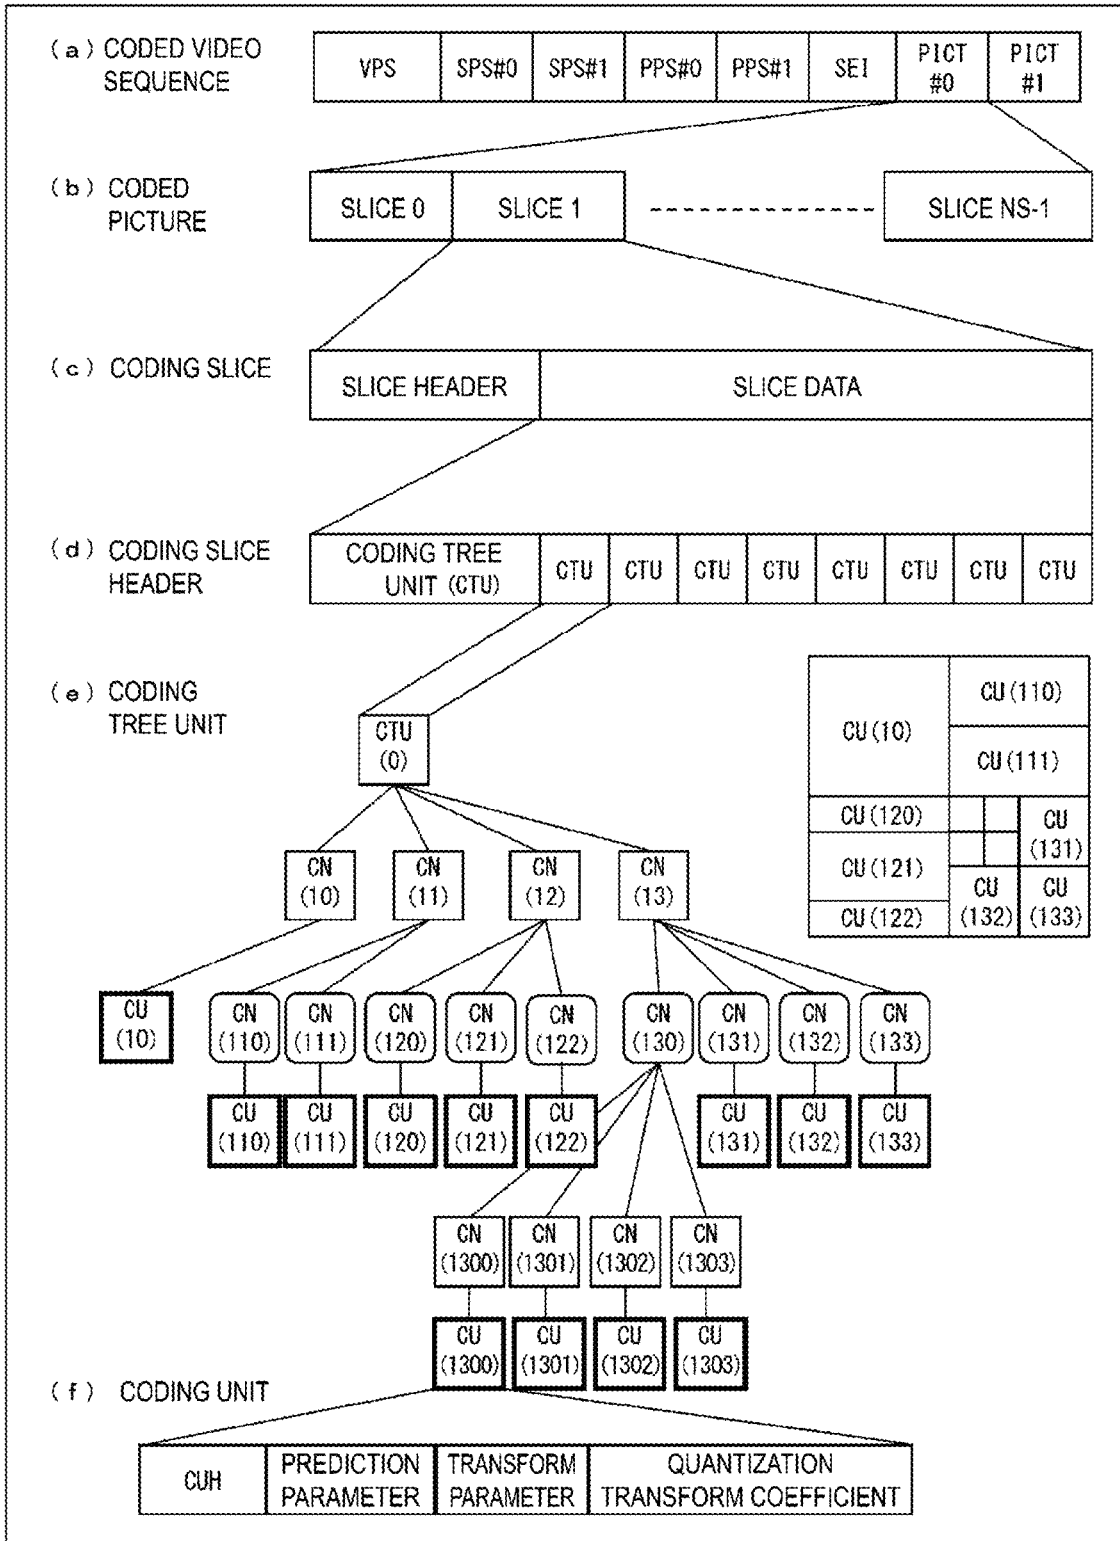 (a) CODED VIDEO
SEQUENCE
VPS
SPS#0
SPS#1
PPS#0
PPS#1
SEI
PICT
#0
PICT
#1
(b) CODED
PICTURE
SLICE 0
SLICE 1
SLICE NS-1
(c) CODING SLICE
SLICE HEADER
SLICE DATA
(d) CODING SLICE
HEADER
CODING TREE
UNIT (CTU)
CTU
CTU
CTU
CTU
CTU
CTU
CTU
CTU
(e) CODING
TREE UNIT
CTU
(0)
CU(10)
CU(110)
CU(111)
CU(120)
CU(121)
CU(122)
CU
(131)
CU
(132)
CU
(133)
CN
(10)
CN
(11)
CN
(12)
CN
(13)
CU
(10)
CN
(110)
CN
(111)
CN
(120)
CN
(121)
CN
(122)
CN
(130)
CN
(131)
CN
(132)
CN
(133)
CU
(110)
CU
(111)
CU
(120)
CU
(121)
CU
(122)
CU
(131)
CU
(132)
CU
(133)
CN
(1300)
CN
(1301)
CN
(1302)
CN
(1303)
CU
(1300)
CU
(1301)
CU
(1302)
CU
(1303)
(f) CODING UNIT
CUH
PREDICTION
PARAMETER
TRANSFORM
PARAMETER
QUANTIZATION
TRANSFORM COEFFICIENT